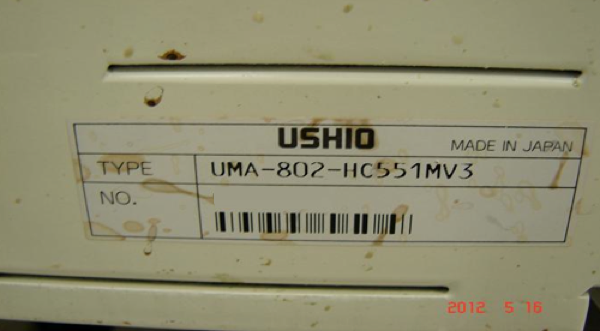 USHIO MADE IN JAPAN
TYPE UMA-802-HC551MV3
NO.
2012 5 16